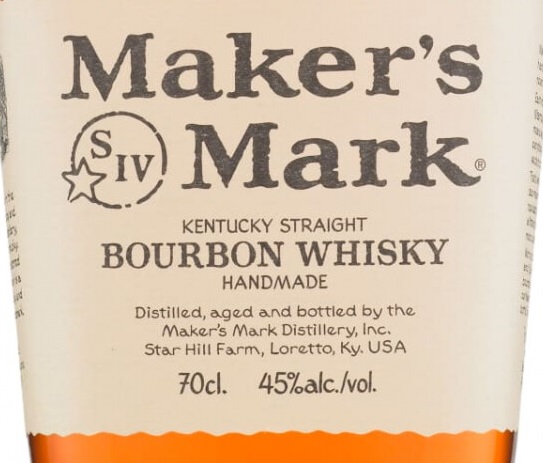 Maker's
S IV Mark®
KENTUCKY STRAIGHT
BOURBON WHISKY
HANDMADE
Distilled, aged and bottled by the
Maker's Mark Distillery, Inc.
Star Hill Farm, Loretto, Ky. USA
70cl. 45%alc./vol.